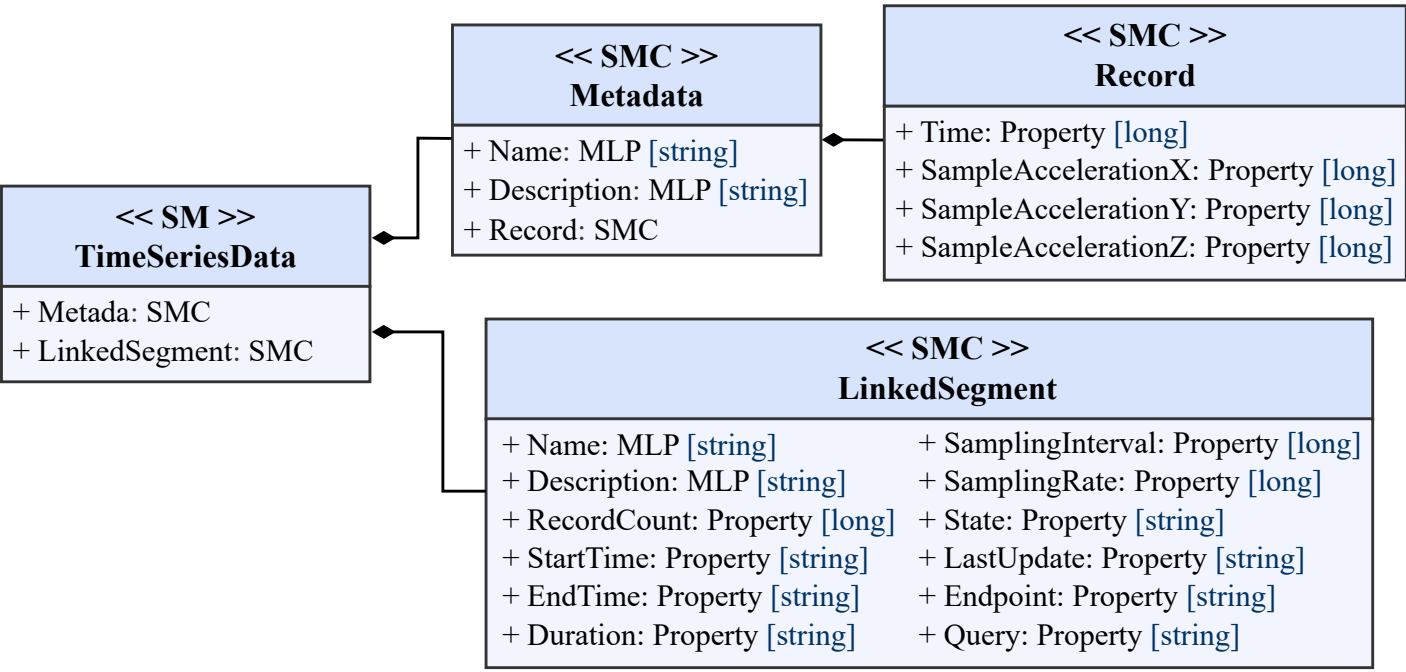 << SM >>
TimeSeriesData
+ Metada: SMC
+ LinkedSegment: SMC
<< SMC >>
Metadata
+ Name: MLP [string]
+ Description: MLP [string]
+ Record: SMC
<< SMC >>
Record
+ Time: Property [long]
+ SampleAccelerationX: Property [long]
+ SampleAccelerationY: Property [long]
+ SampleAccelerationZ: Property [long]
<< SMC >>
LinkedSegment
+ Name: MLP [string]
+ Description: MLP [string]
+ RecordCount: Property [long]
+ StartTime: Property [string]
+ EndTime: Property [string]
+ Duration: Property [string]
+ SamplingInterval: Property [long]
+ SamplingRate: Property [long]
+ State: Property [string]
+ LastUpdate: Property [string]
+ Endpoint: Property [string]
+ Query: Property [string]